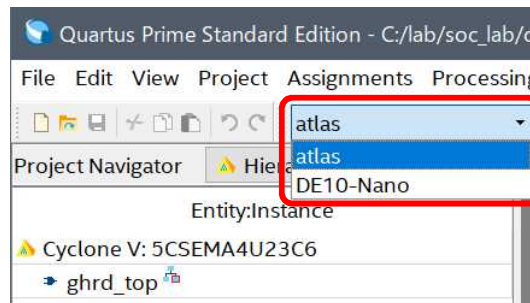 Quartus Prime Standard Edition - C:/lab/soc_lab/
File Edit View Project Assignments Processing
atlas
Project Navigator Hier
atlas
DE10-Nano
Entity:Instance
Cyclone V: 5CSEMA4U23C6
ghrd_top